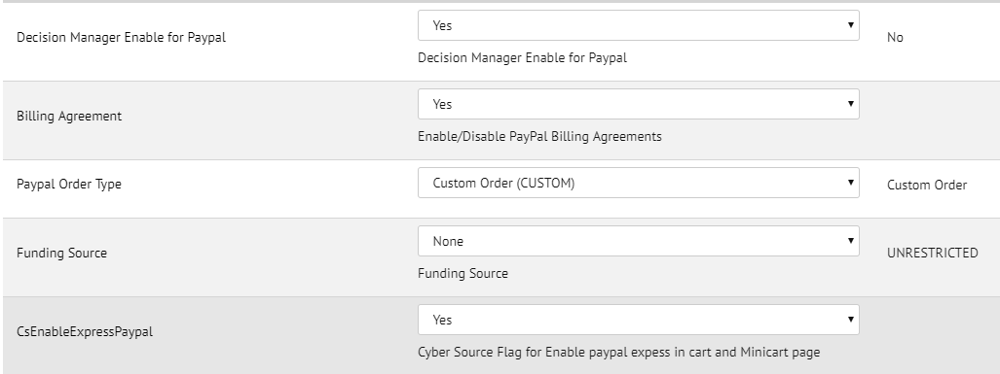 Decision Manager Enable for Paypal Yes No
Decision Manager Enable for Paypal
Billing Agreement Yes
Enable/Disable PayPal Billing Agreements
Paypal Order Type Custom Order (CUSTOM) Custom Order
Funding Source None UNRESTRICTED
Funding Source
CsEnableExpressPaypal Yes
Cyber Source Flag for Enable paypal expess in cart and Minicart page